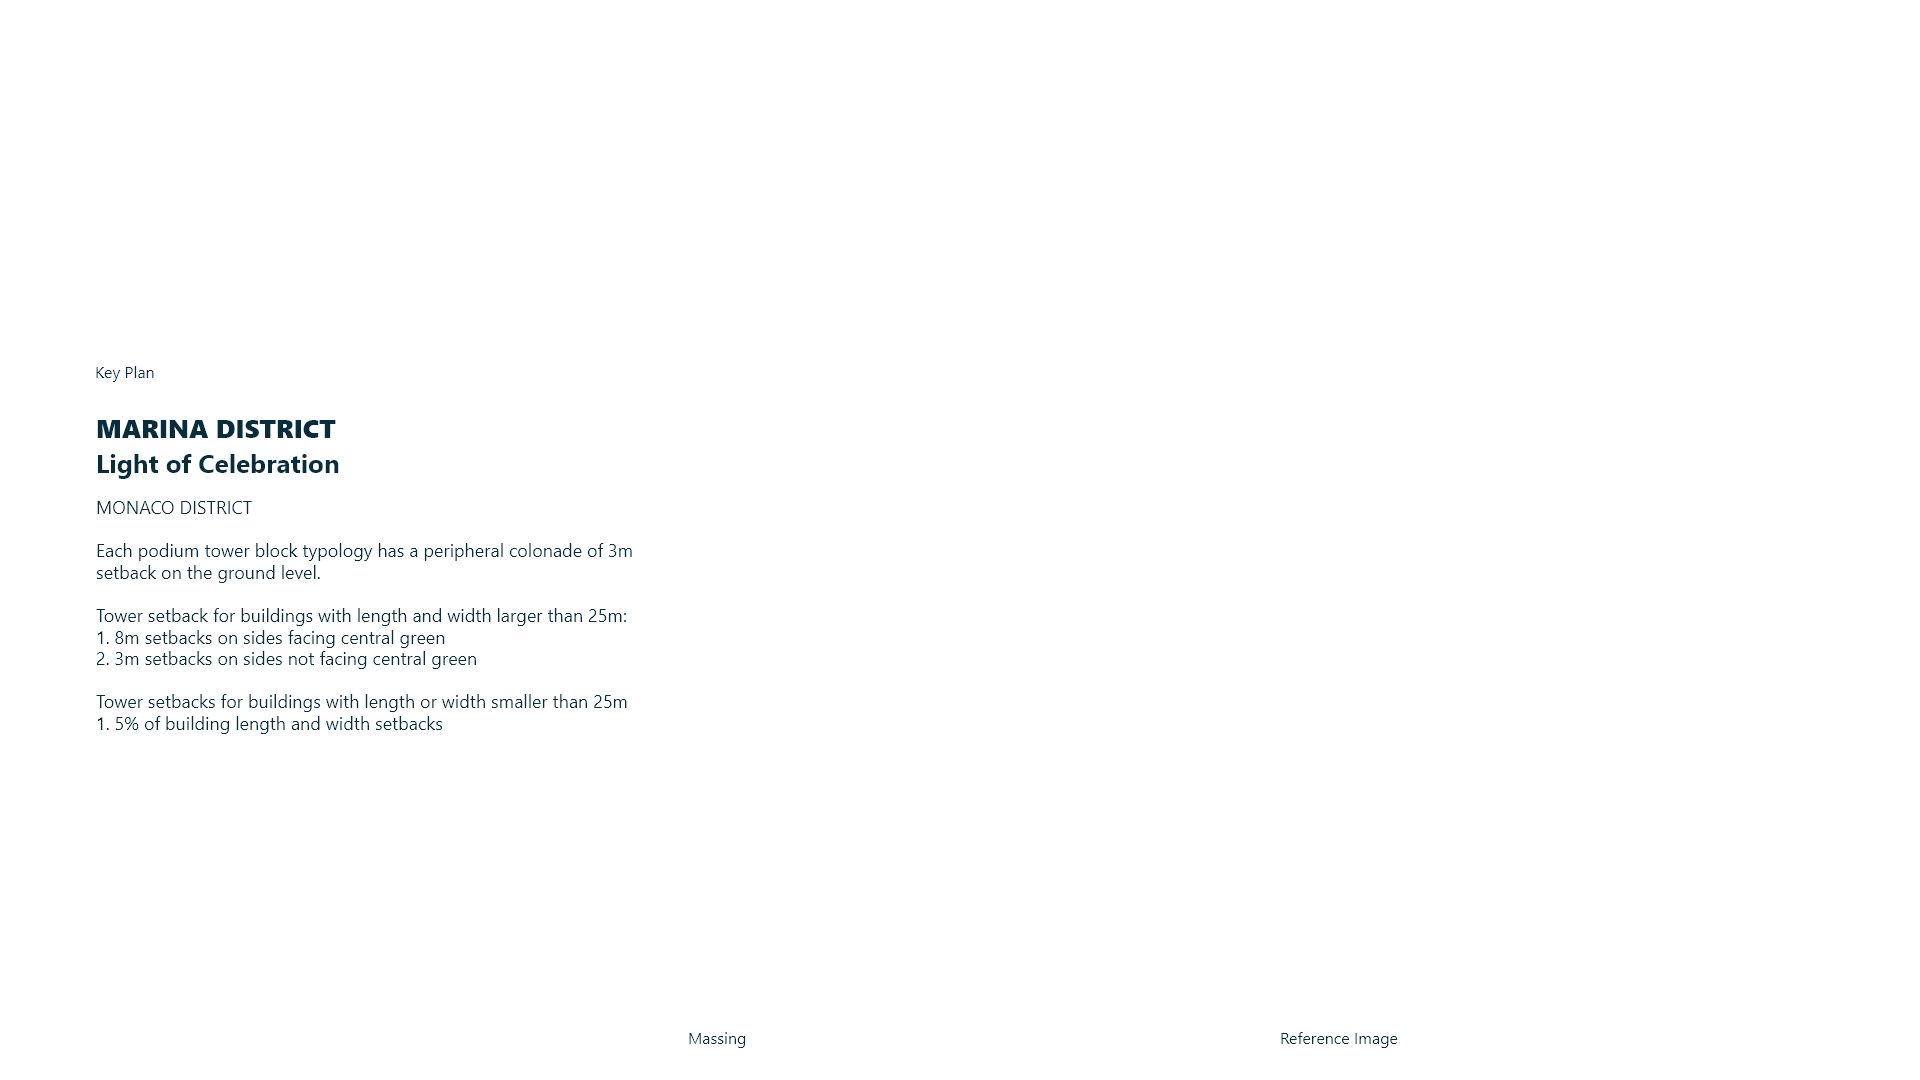 Key Plan
MARINA DISTRICT
Light of Celebration
MONACO DISTRICT
Each podium tower block typology has a peripheral colonade of 3m
setback on the ground level.
Tower setback for buildings with length and width larger than 25m:
1. 8m setbacks on sides facing central green
2. 3m setbacks on sides not facing central green
Tower setbacks for buildings with length or width smaller than 25m
1. 5% of building length and width setbacks
Massing
Reference Image